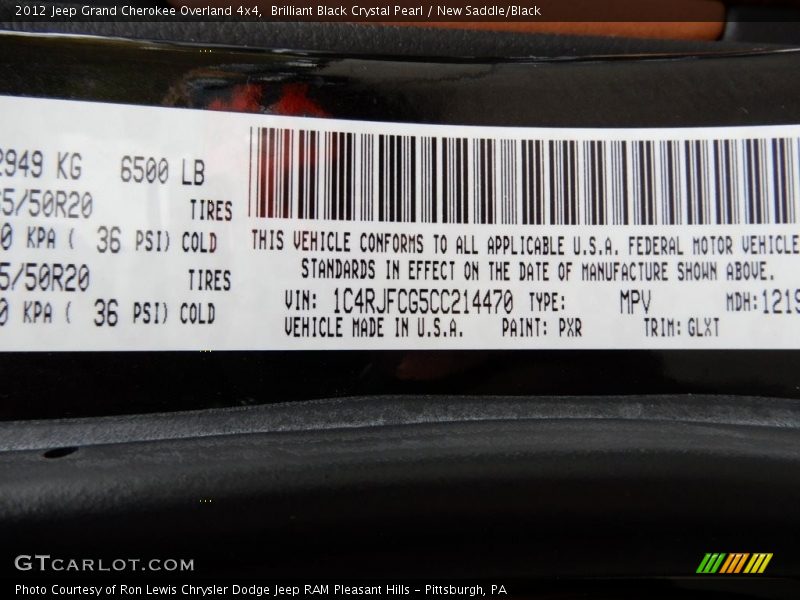 2012 Jeep Grand Cherokee Overland 4x4,  Brilliant Black Crystal Pearl / New Saddle/Black
2949 KG 6500 LB
5/50R20 TIRES
0 KPA ( 36 PSI) COLD
5/50R20 TIRES
0 KPA ( 36 PSI) COLD
THIS VEHICLE CONFORMS TO ALL APPLICABLE U.S.A. FEDERAL MOTOR VEHICLE
STANDARDS IN EFFECT ON THE DATE OF MANUFACTURE SHOWN ABOVE.
VIN: 1C4RJFCG5CC214470 TYPE: MPV MDH: 1219
VEHICLE MADE IN U.S.A. PAINT: PXR TRIM: GLXT
GTCARLOT.COM
Photo Courtesy of Ron Lewis Chrysler Dodge Jeep RAM Pleasant Hills - Pittsburgh, PA